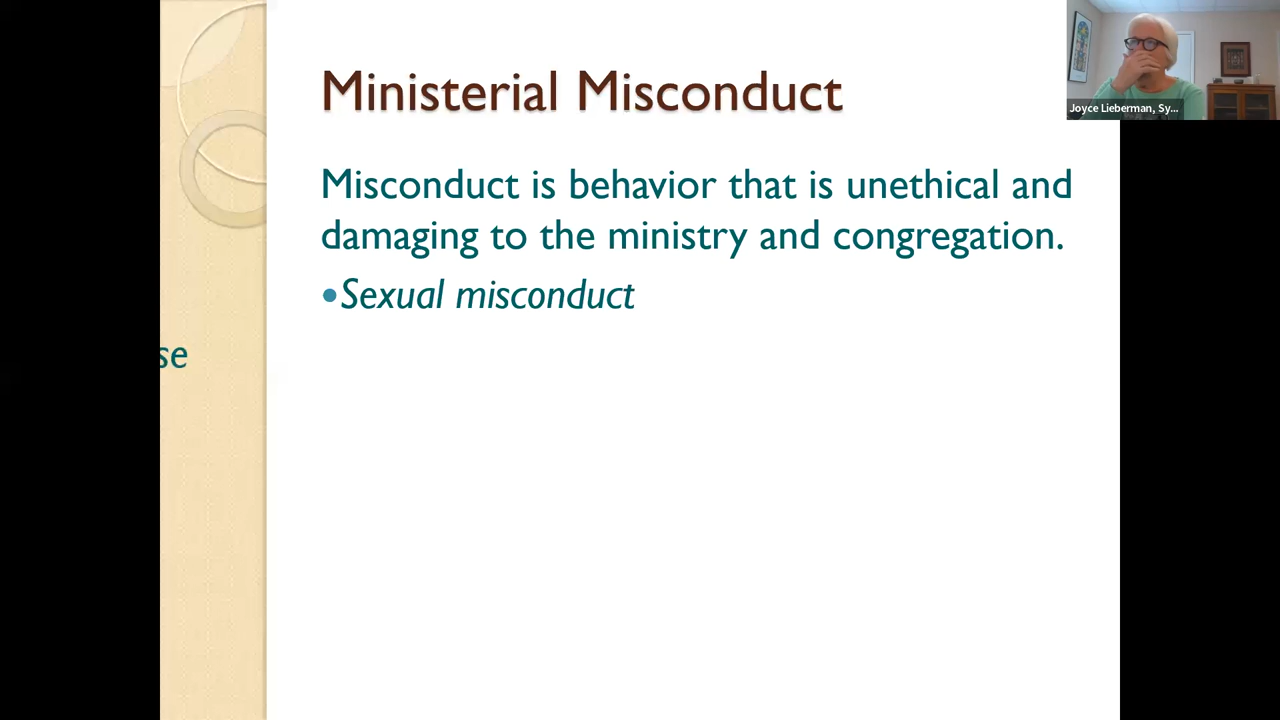 Ministerial Misconduct
Misconduct is behavior that is unethical and
damaging to the ministry and congregation.
•Sexual misconduct
se
Joyce Lieberman, Sy...